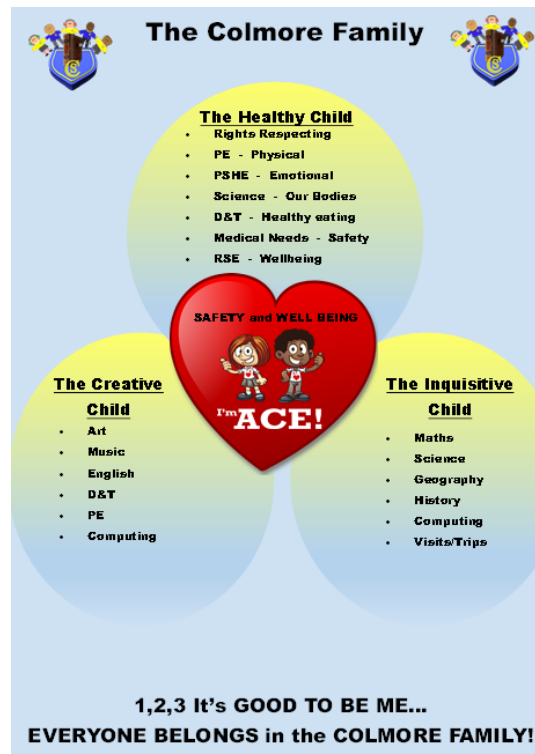 The Colmore Family
The Healthy Child
• Rights Respecting
• PE - Physical
• PSHE - Emotional
• Science - Our Bodies
• D&T - Healthy eating
• Medical Needs - Safety
• RSE - Wellbeing
SAFETY and WELL BEING
I'm ACE!
The Creative
Child
• Art
• Music
• English
• D&T
• PE
• Computing
The Inquisitive
Child
• Maths
• Science
• Geography
• History
• Computing
• Visits/Trips
1,2,3 It's GOOD TO BE ME...
EVERYONE BELONGS in the COLMORE FAMILY!